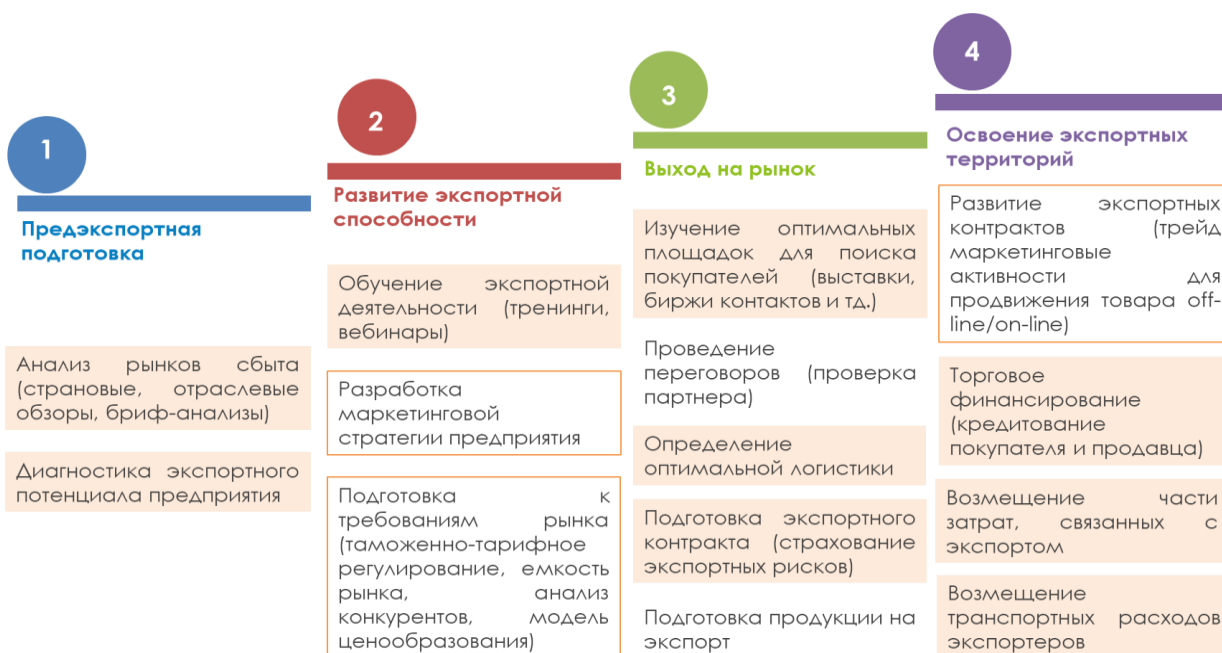 1
Предэкспортная
подготовка
Анализ рынков сбыта
(страновые, отраслевые
обзоры, бриф-анализы)
Диагностика экспортного
потенциала предприятия
2
Развитие экспортной
способности
Обучение экспортной
деятельности (тренинги,
вебинары)
Разработка
маркетинговой
стратегии предприятия
Подготовка к
требованиям рынка
(таможенно-тарифное
регулирование, емкость
рынка, анализ
конкурентов, модель
ценообразования)
3
Выход на рынок
Изучение оптимальных
площадок для поиска
покупателей (выставки,
биржи контактов и тд.)
Проведение
переговоров (проверка
партнера)
Определение
оптимальной логистики
Подготовка экспортного
контракта (страхование
экспортных рисков)
Подготовка продукции на
экспорт
4
Освоение экспортных
территорий
Развитие экспортных
контрактов (трейд
маркетинговые
активности для
продвижения товара off-
line/on-line)
Торговое
финансирование
(кредитование
покупателя и продавца)
Возмещение части
затрат, связанных с
экспортом
Возмещение
транспортных расходов
экспортеров